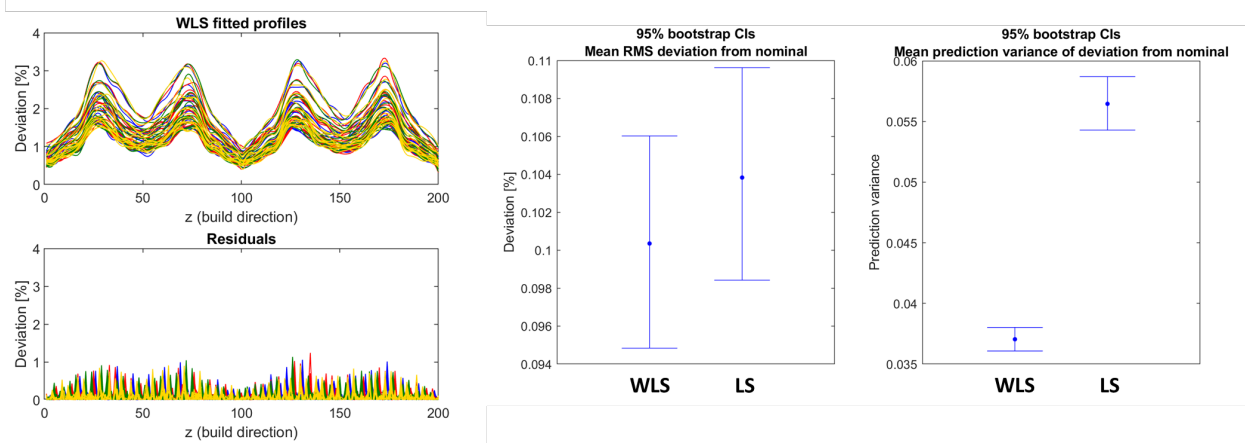 WLS fitted profiles
4
3
2
1
0
Deviation [%]
0
50
100
150
200
z (build direction)
Residuals
4
3
2
1
0
Deviation [%]
0
50
100
150
200
z (build direction)
95% bootstrap CIs
Mean RMS deviation from nominal
0.11
0.108
0.106
0.104
0.102
0.1
0.098
0.096
0.094
Deviation [%]
WLS
LS
95% bootstrap CIs
Mean prediction variance of deviation from nominal
0.06
0.055
0.05
0.045
0.04
0.035
Prediction variance
WLS
LS